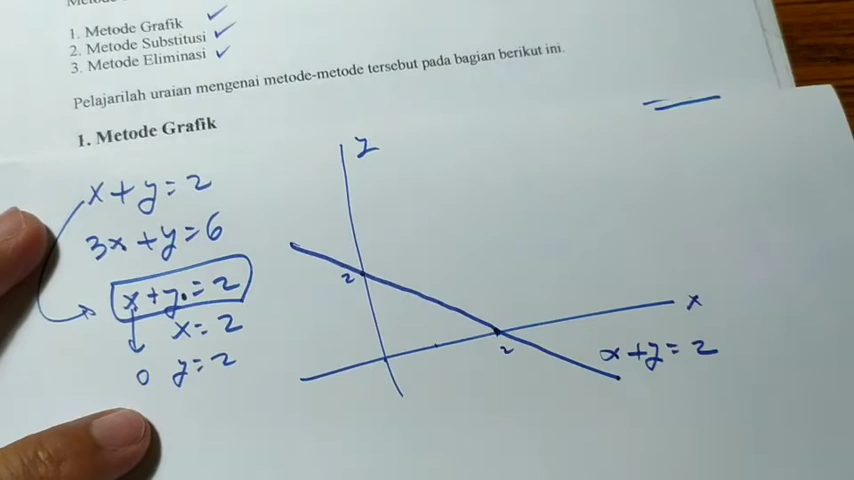 1. Metode Grafik
2. Metode Substitusi
3. Metode Eliminasi
Pelajarilah uraian mengenai metode-metode tersebut pada bagian berikut ini.
1. Metode Grafik
x + y = 2
3x + y = 6
x + y = 2
x = 2
0 y = 2
y
2
x
2
x + y = 2